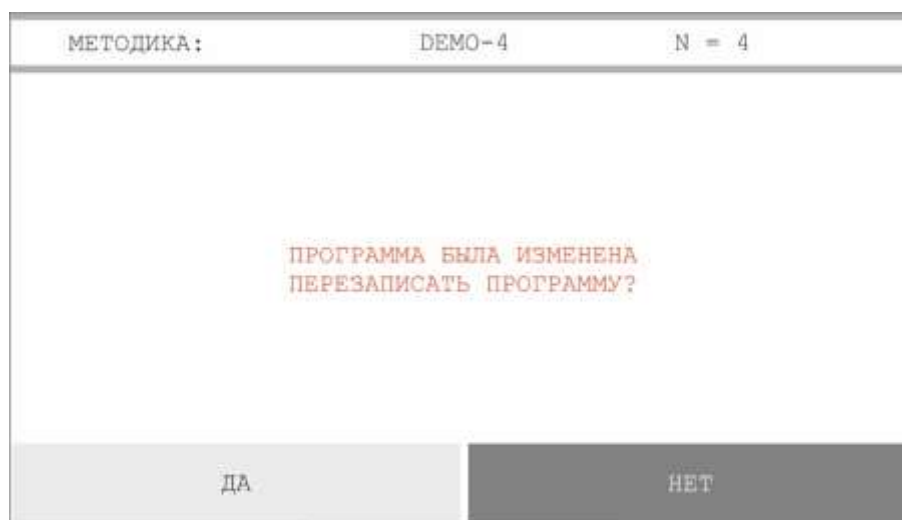 МЕТОДИКА: DEMO-4 N = 4
ПРОГРАММА БЫЛА ИЗМЕНЕНА
ПЕРЕЗАПИСАТЬ ПРОГРАММУ?
ДА НЕТ